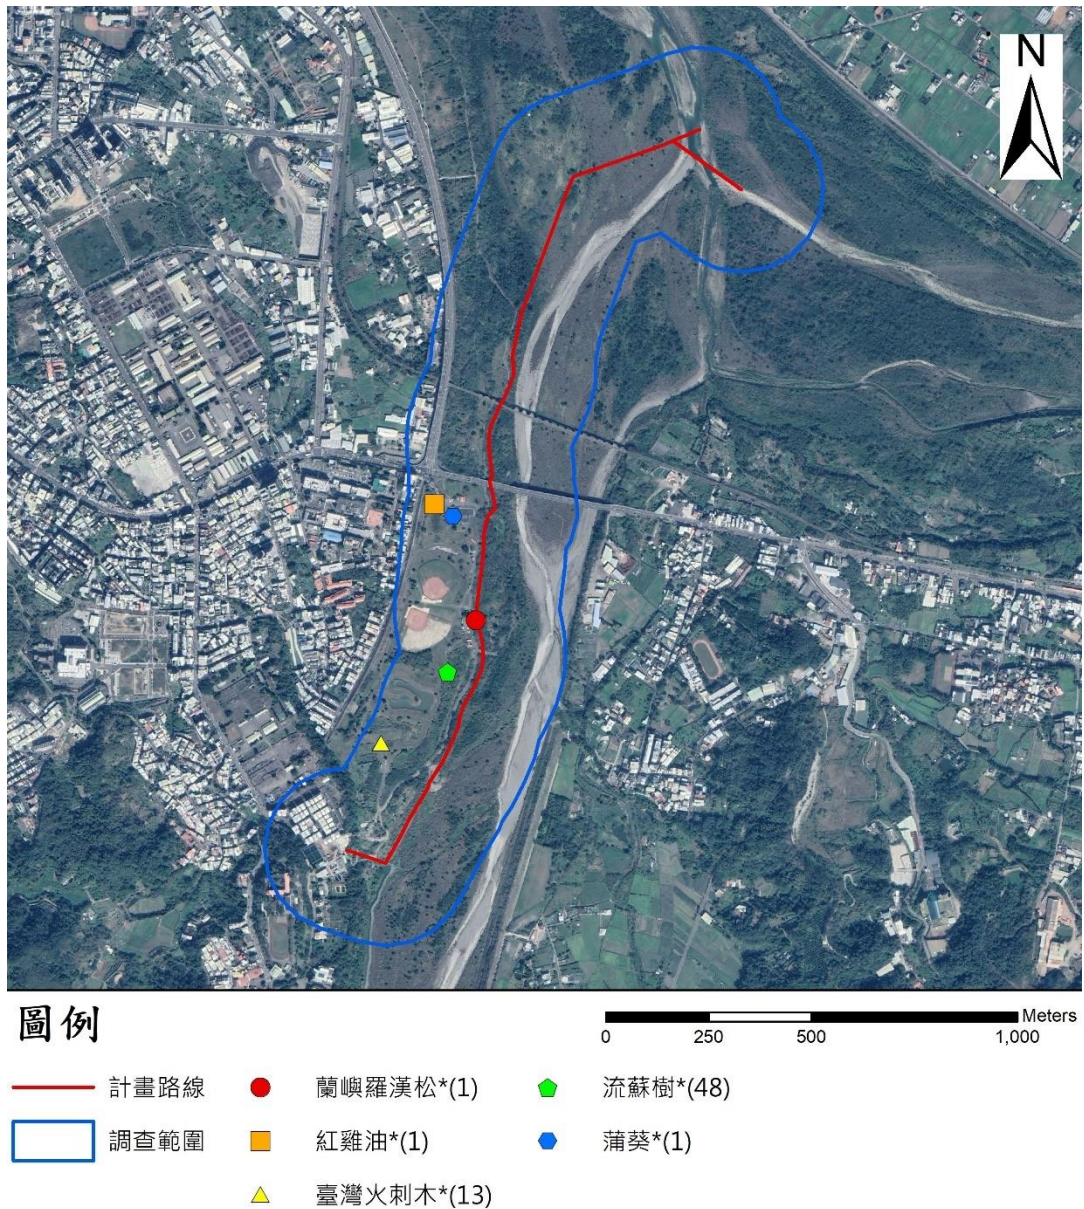 N
圖例
Meters
0 250 500 1,000
計畫路線 蘭嶼羅漢松*(1) 流蘇樹*(48)
調查範圍 紅雞油*(1) 蒲葵*(1)
臺灣火刺木*(13)